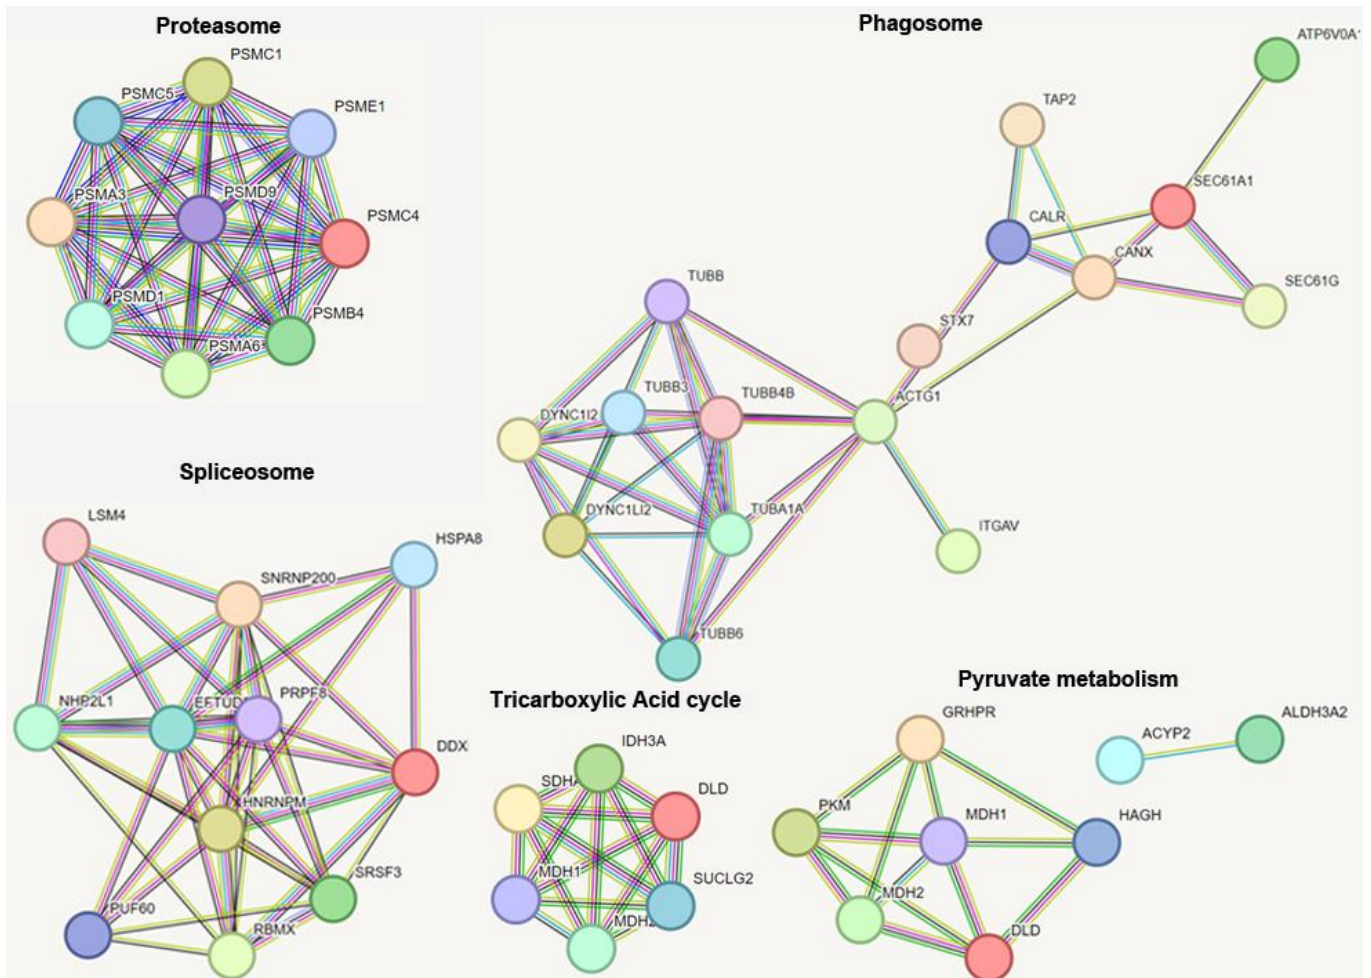 Proteasome
PSMC1
PSMC5
PSME1
PSMA3
PSMD9
PSMC4
PSMD1
PSMB4
PSMA6
Phagosome
ATP6V0A1
TAP2
SEC61A1
CALR
CANX
SEC61G
TUBB
STX7
TUBB3
TUBB4B
ACTG1
DYNC1I2
DYNC1LI2
TUBA1A
ITGAV
TUBB6
Spliceosome
LSM4
HSPA8
SNRNP200
NHP2L1
EFTUD
PRPF8
DDX
HNRNPM
SRSF3
PUF60
RBMX
Tricarboxylic Acid cycle
IDH3A
SDHA
DLD
MDH1
SUCLG2
MDH2
Pyruvate metabolism
GRHPR
ACYP2
ALDH3A2
PKM
MDH1
HAGH
MDH2
DLD